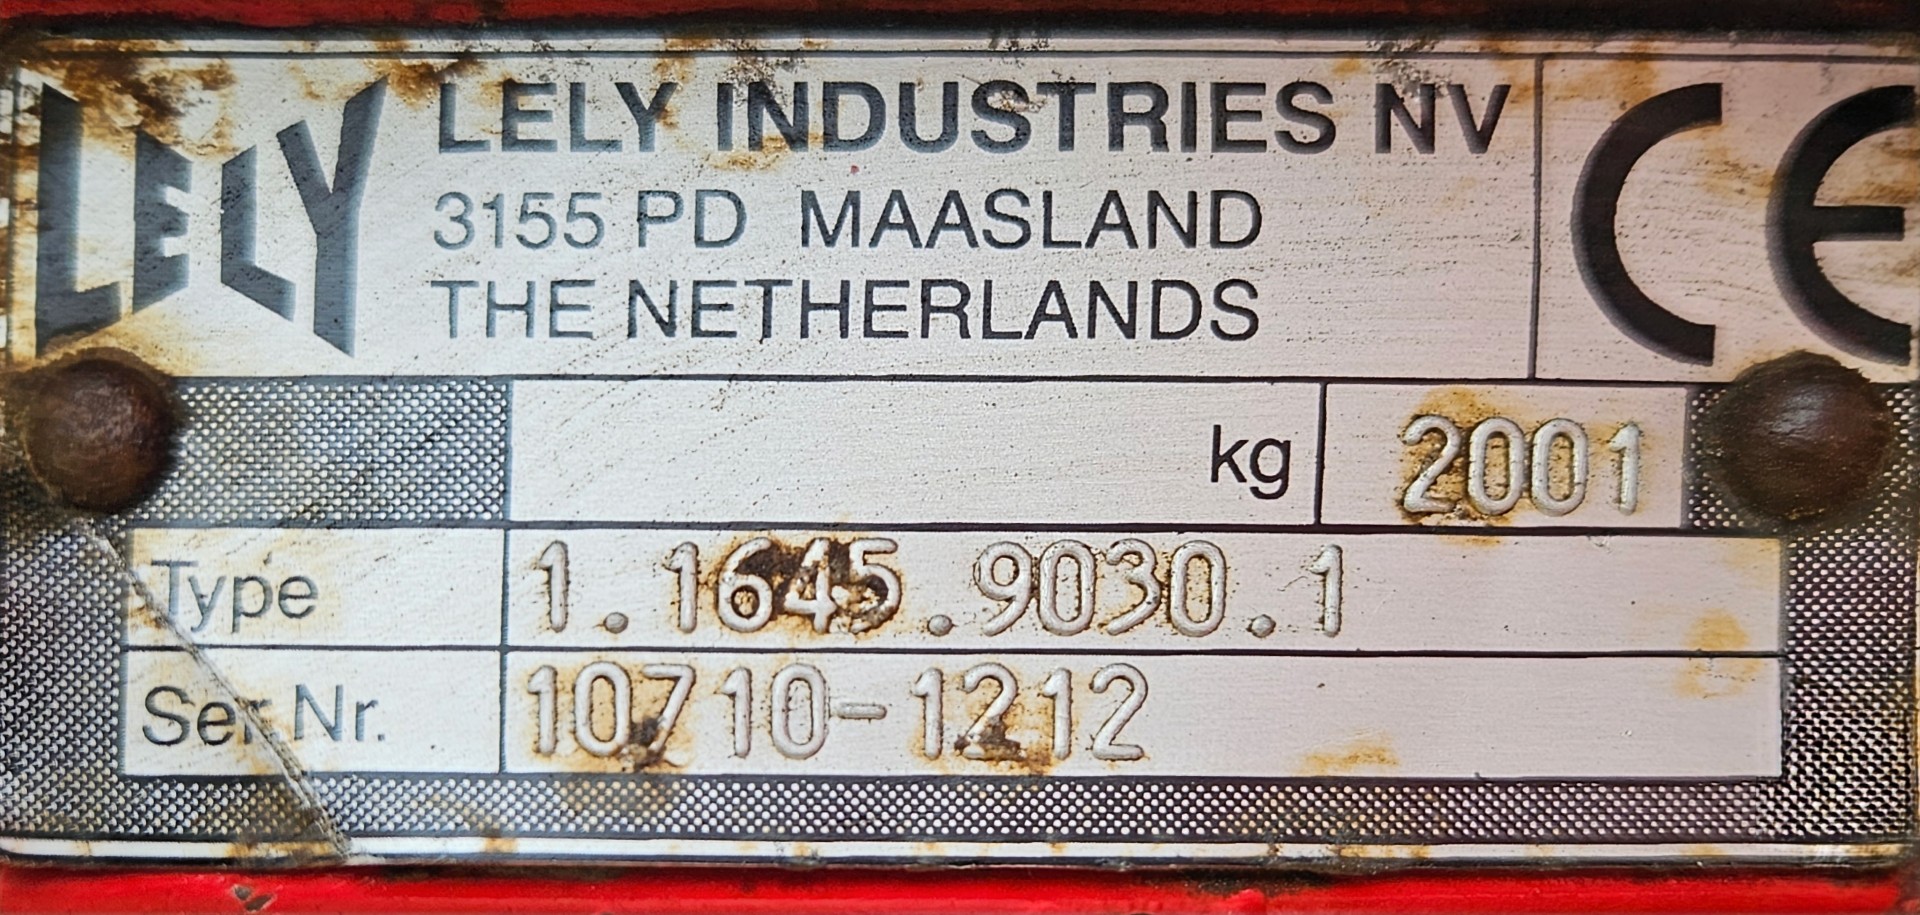 LELY
LELY INDUSTRIES NV
3155 PD MAASLAND
THE NETHERLANDS
CE
kg 2001
Type 1.1645.9030.1
Ser.Nr. 10710-1212